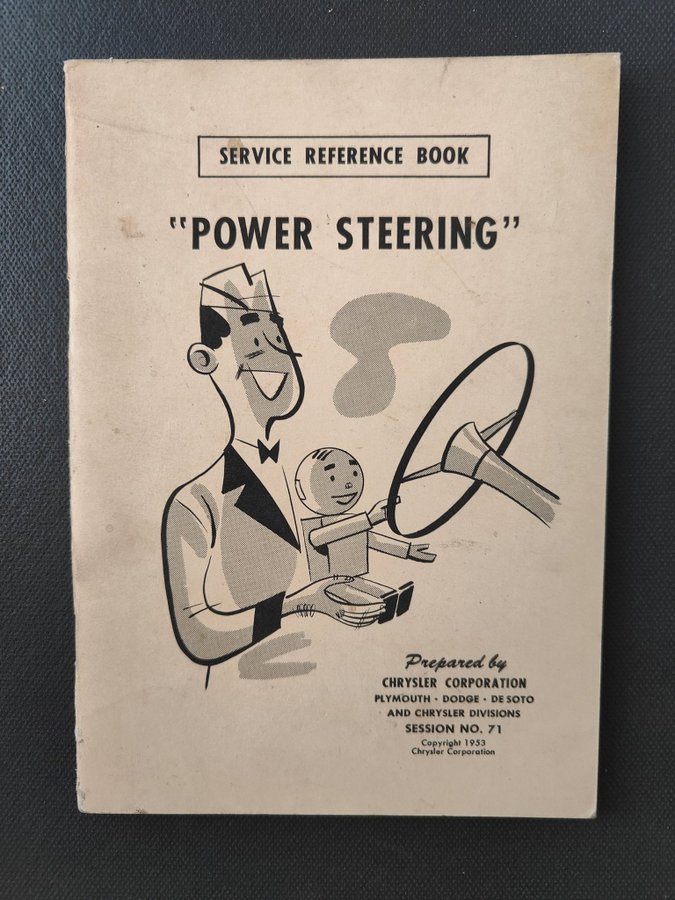 SERVICE REFERENCE BOOK
"POWER STEERING"
Prepared by
CHRYSLER CORPORATION
PLYMOUTH • DODGE • DE SOTO
AND CHRYSLER DIVISIONS
SESSION NO. 71
Copyright 1953
Chrysler Corporation